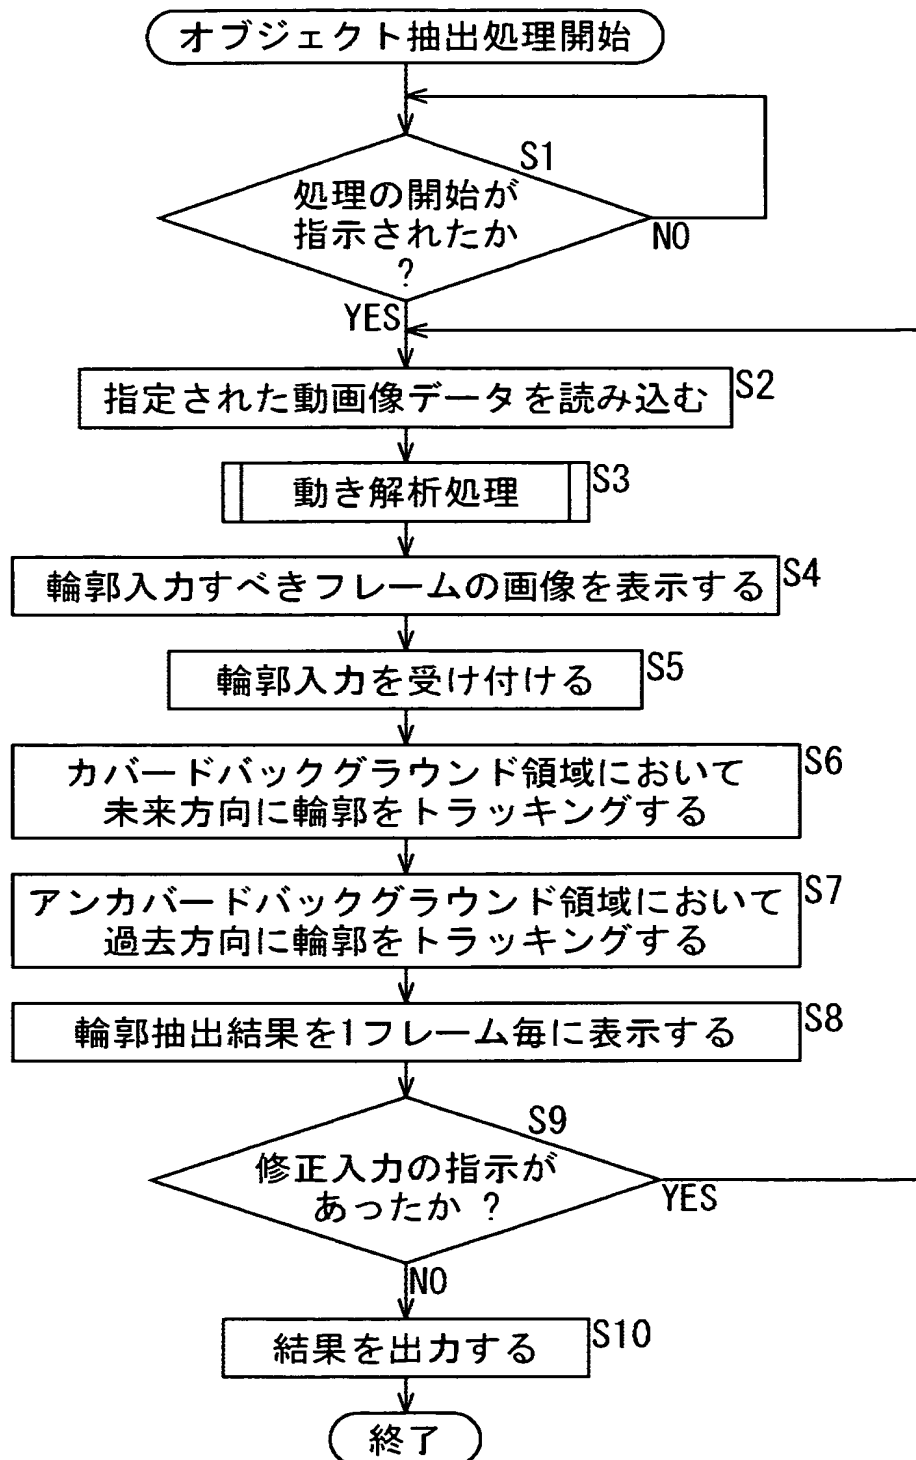 オブジェクト抽出処理開始
S1
処理の開始が
指示されたか
?
NO
YES
指定された動画像データを読み込む
S2
動き解析処理
S3
輪郭入力すべきフレームの画像を表示する
S4
輪郭入力を受け付ける
S5
カバードバックグラウンド領域において
未来方向に輪郭をトラッキングする
S6
アンカバードバックグラウンド領域において
過去方向に輪郭をトラッキングする
S7
輪郭抽出結果を1フレーム毎に表示する
S8
S9
修正入力の指示が
あったか ?
YES
NO
結果を出力する
S10
終了